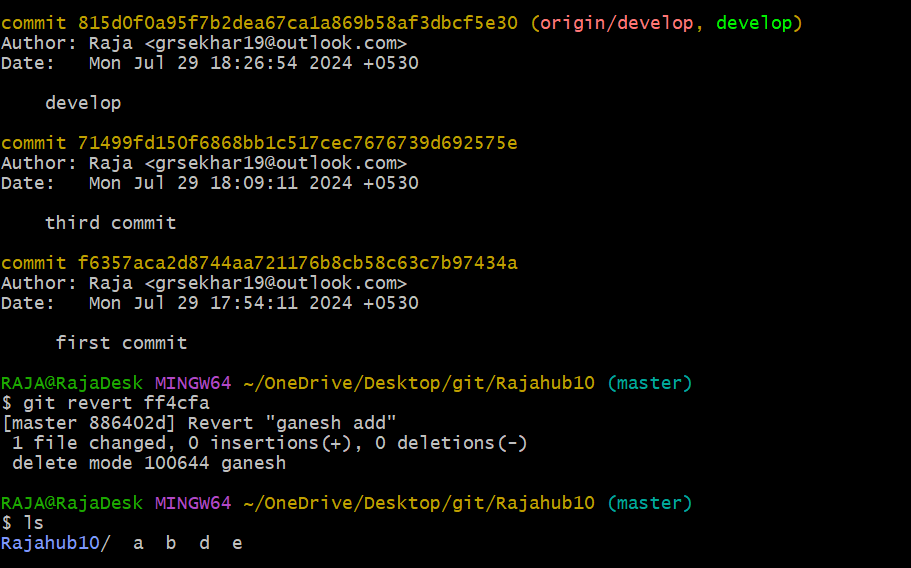 commit 815d0f0a95f7b2dea67ca1a869b58af3dbcf5e30 (origin/develop, develop)
Author: Raja <grsekhar19@outlook.com>
Date:   Mon Jul 29 18:26:54 2024 +0530
develop
commit 71499fd150f6868bb1c517cec7676739d692575e
Author: Raja <grsekhar19@outlook.com>
Date:   Mon Jul 29 18:09:11 2024 +0530
third commit
commit f6357aca2d8744aa721176b8cb58c63c7b97434a
Author: Raja <grsekhar19@outlook.com>
Date:   Mon Jul 29 17:54:11 2024 +0530
first commit
RAJA@RajaDesk MINGW64 ~/OneDrive/Desktop/git/Rajahub10 (master)
$ git revert ff4cfa
[master 886402d] Revert "ganesh add"
1 file changed, 0 insertions(+), 0 deletions(-)
delete mode 100644 ganesh
RAJA@RajaDesk MINGW64 ~/OneDrive/Desktop/git/Rajahub10 (master)
$ ls
Rajahub10/  a  b  d  e